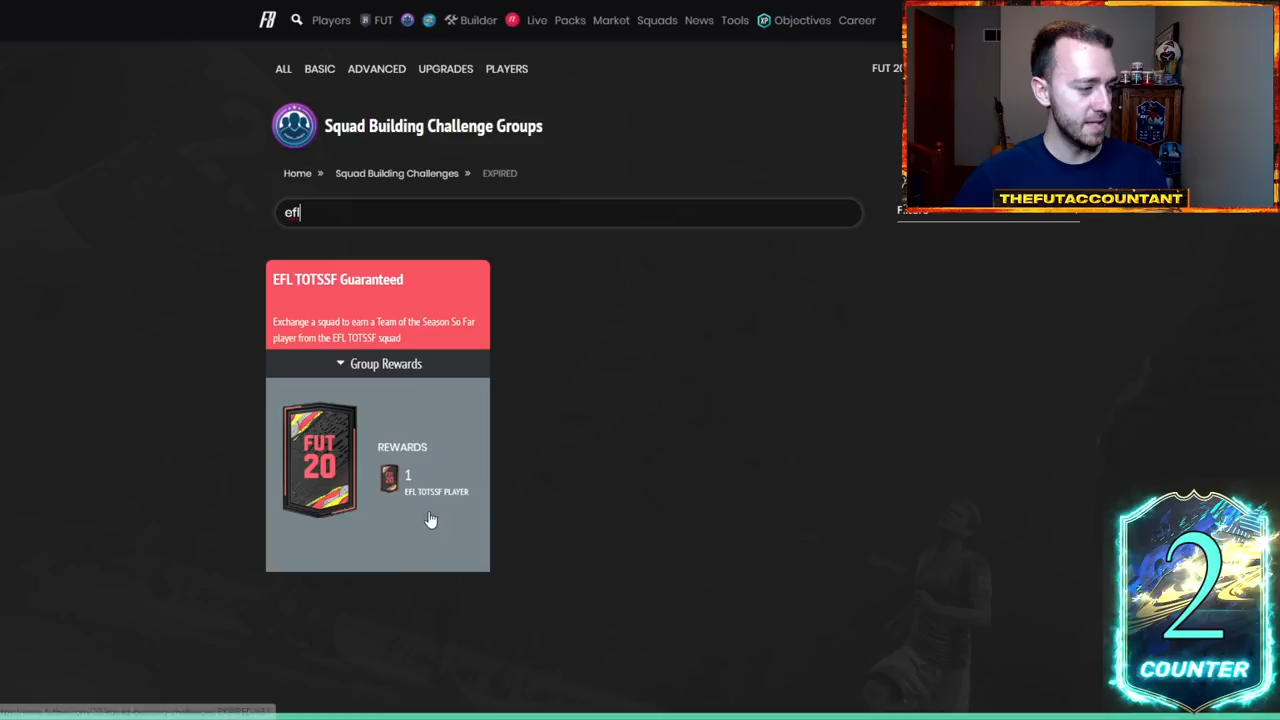 FB Players FUT Builder Live Packs Market Squads News Tools XP Objectives Career
ALL BASIC ADVANCED UPGRADES PLAYERS
FUT 20
Squad Building Challenge Groups
Home » Squad Building Challenges » EXPIRED
efl
THEFUTACCOUNTANT
EFL TOTSSF Guaranteed
Exchange a squad to earn a Team of the Season So Far
player from the EFL TOTSSF squad
Group Rewards
FUT
20
REWARDS
1
EFL TOTSSF PLAYER
2
COUNTER